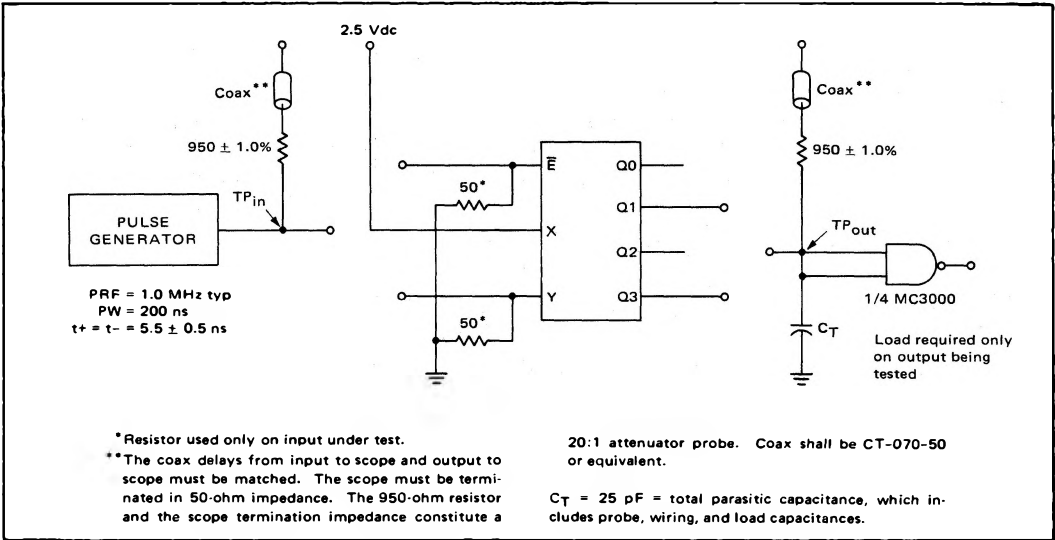 2.5 Vdc
Coax**
950 ± 1.0%
TPin
PULSE
GENERATOR
PRF = 1.0 MHz typ
PW = 200 ns
t+ = t– = 5.5 ± 0.5 ns
E̅
X
Y
50*
50*
Q0
Q1
Q2
Q3
Coax**
950 ± 1.0%
TPout
1/4 MC3000
CT
Load required only
on output being
tested
*Resistor used only on input under test.
**The coax delays from input to scope and output to
scope must be matched. The scope must be termi-
nated in 50-ohm impedance. The 950-ohm resistor
and the scope termination impedance constitute a
20:1 attenuator probe. Coax shall be CT-070-50
or equivalent.
CT = 25 pF = total parasitic capacitance, which in-
cludes probe, wiring, and load capacitances.